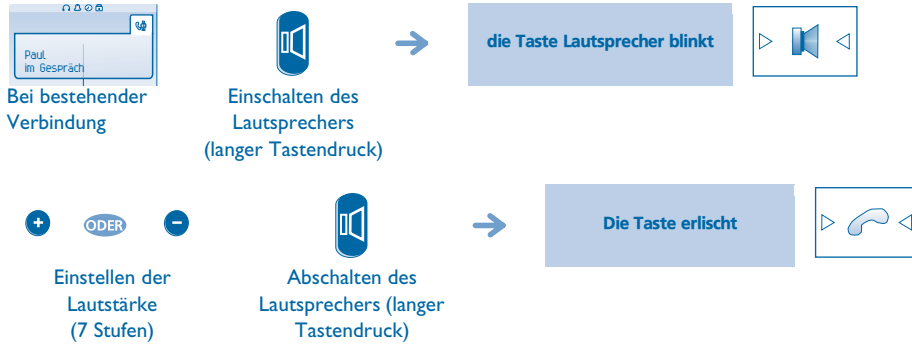 Paul
im Gespräch
Bei bestehender
Verbindung
Einschalten des
Lautsprechers
(langer Tastendruck)
die Taste Lautsprecher blinkt
+ ODER -
Einstellen der
Lautstärke
(7 Stufen)
Abschalten des
Lautsprechers (langer
Tastendruck)
Die Taste erlischt